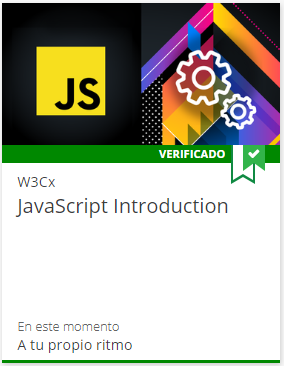 JS
VERIFICADO
W3Cx
JavaScript Introduction
En este momento
A tu propio ritmo